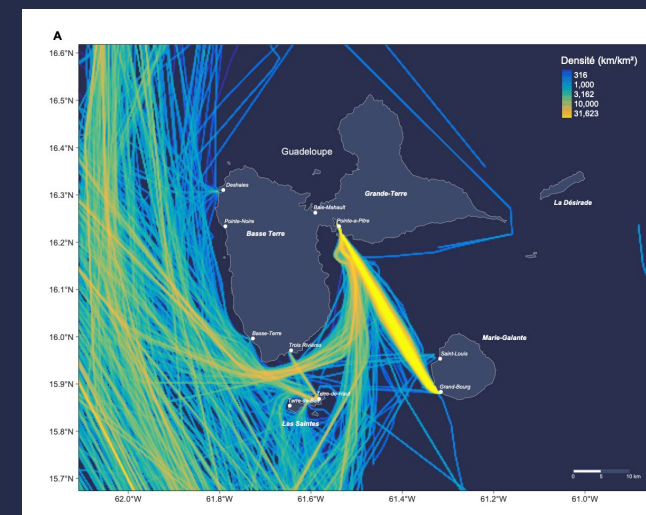 A
16.6°N
16.5°N
16.4°N
16.3°N
16.2°N
16.1°N
16.0°N
15.9°N
15.8°N
15.7°N
Densité (km/km²)
316
1,000
3,162
10,000
31,623
Guadeloupe
Grande-Terre
La Désirade
Deshaies
Baie-Mahault
Pointe-Noire
Pointe-a-Pitre
Basse Terre
Basse-Terre
Trois Rivières
Marie-Galante
Saint-Louis
Grand-Bourg
Terre-de-Haut
Les Saintes
0 5 10 km
62.0°W 61.8°W 61.6°W 61.4°W 61.2°W 61.0°W